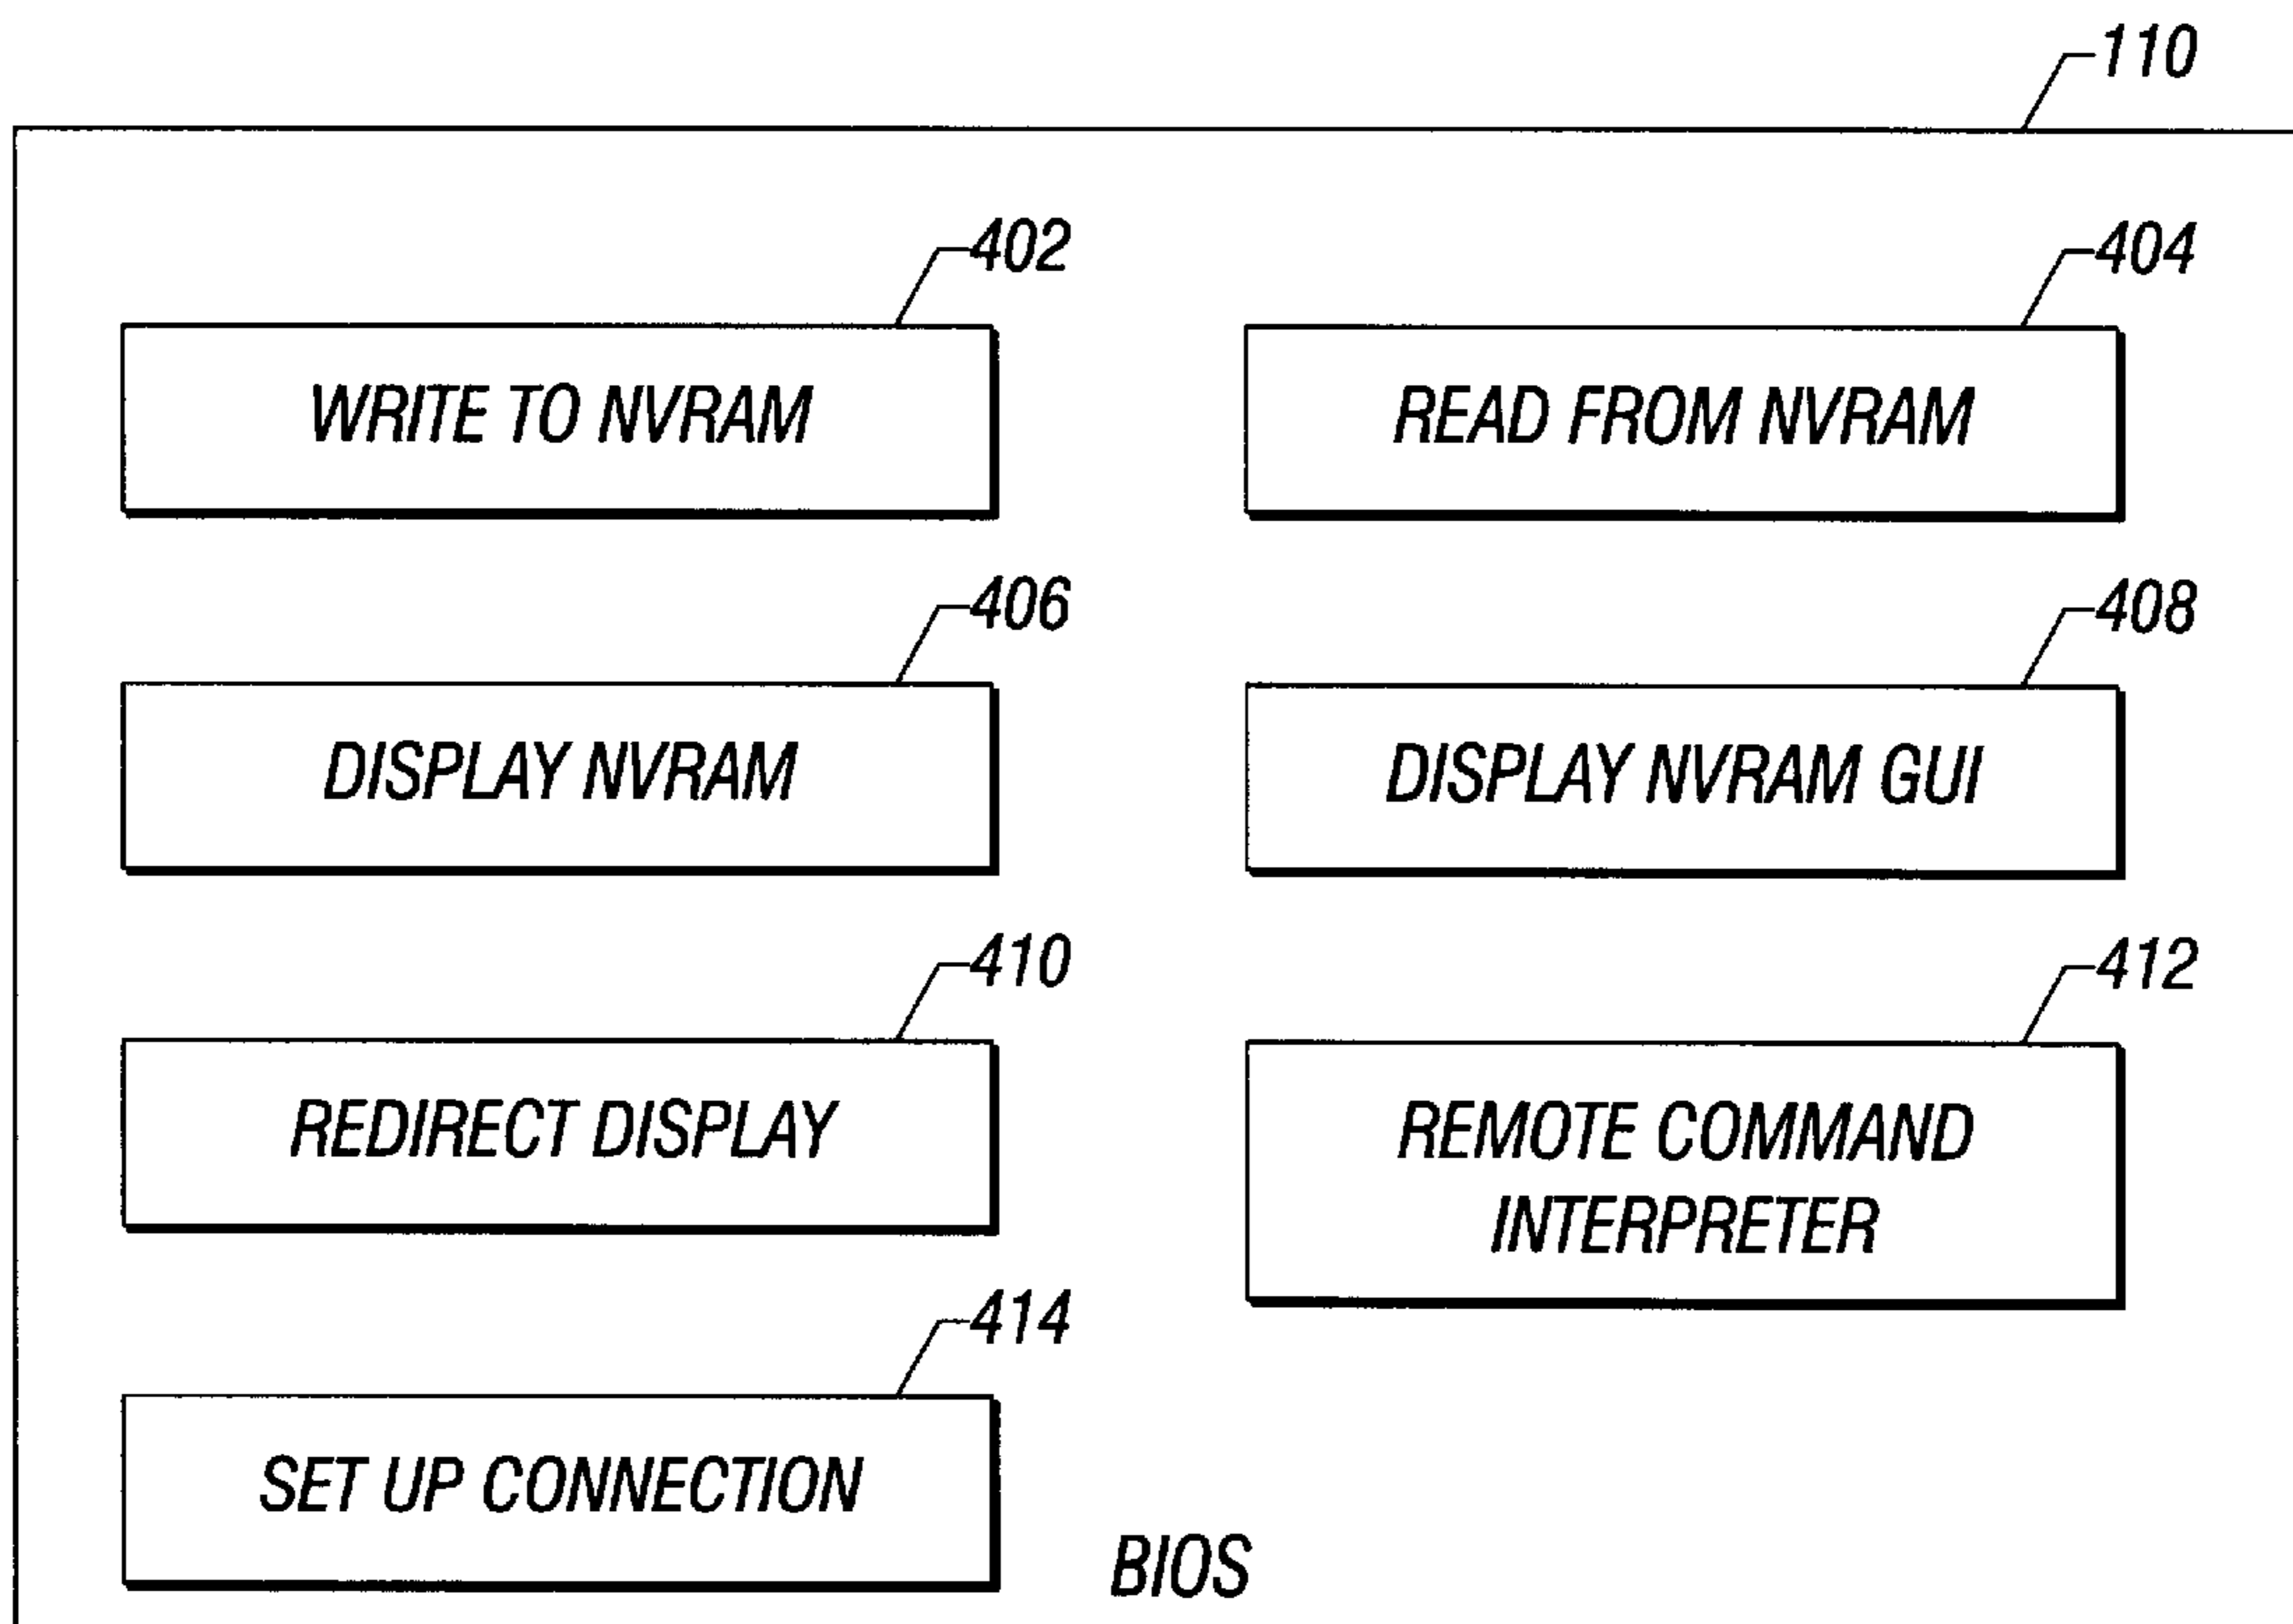 110
402
404
WRITE TO NVRAM
READ FROM NVRAM
406
408
DISPLAY NVRAM
DISPLAY NVRAM GUI
410
412
REDIRECT DISPLAY
REMOTE COMMAND
INTERPRETER
414
SET UP CONNECTION
BIOS